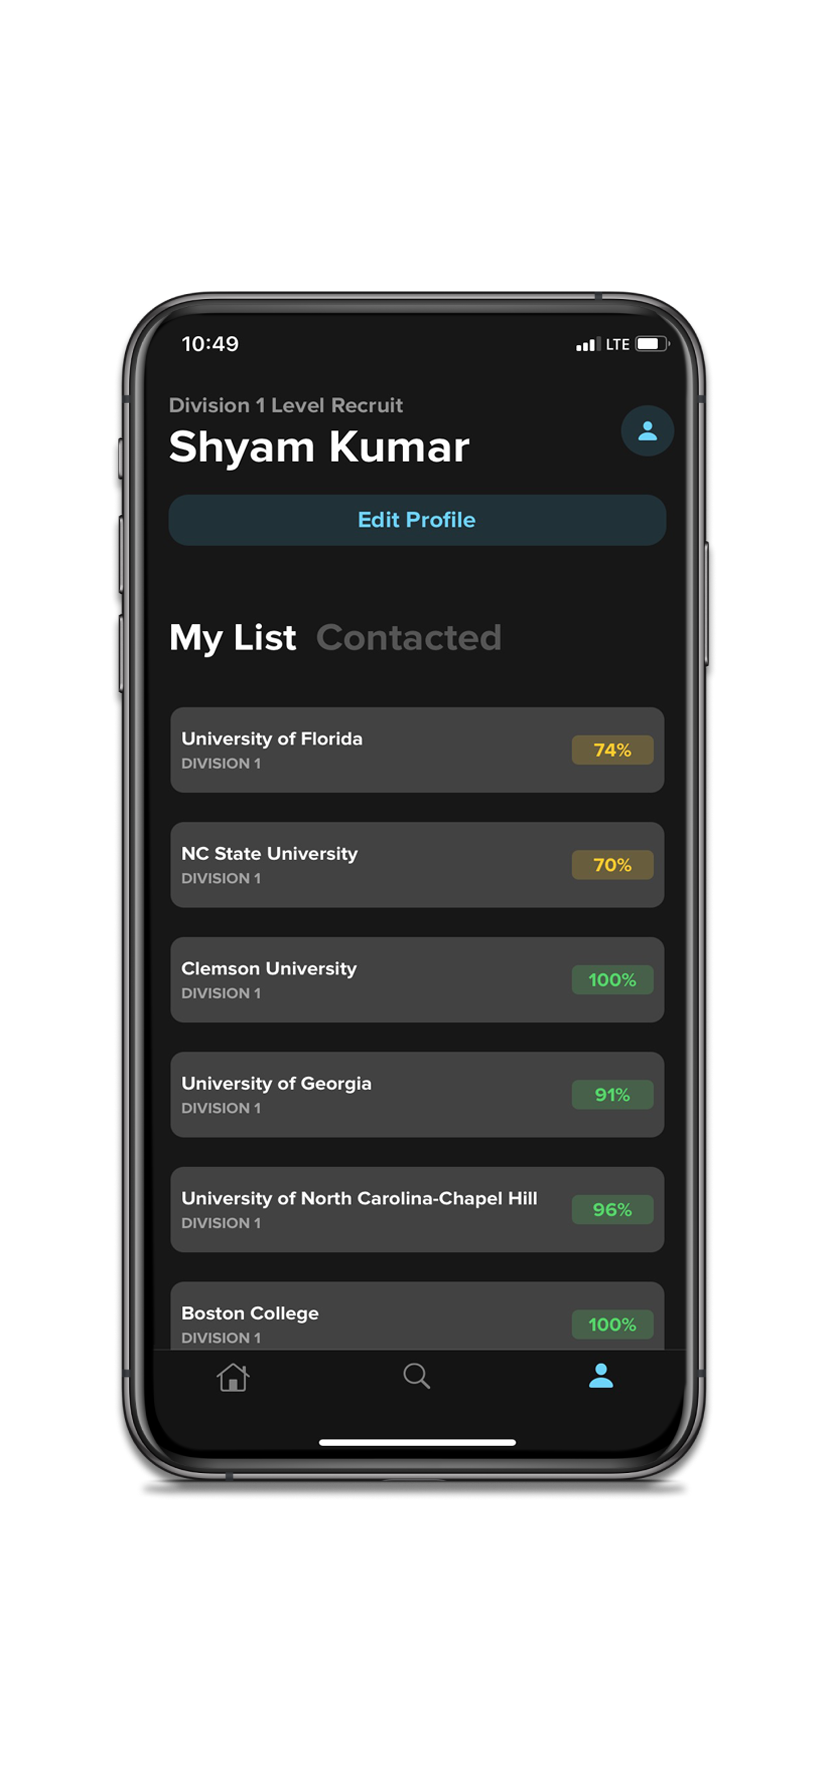 10:49
LTE
Division 1 Level Recruit
Shyam Kumar
Edit Profile
My List Contacted
University of Florida
DIVISION 1
74%
NC State University
DIVISION 1
70%
Clemson University
DIVISION 1
100%
University of Georgia
DIVISION 1
91%
University of North Carolina-Chapel Hill
DIVISION 1
96%
Boston College
DIVISION 1
100%